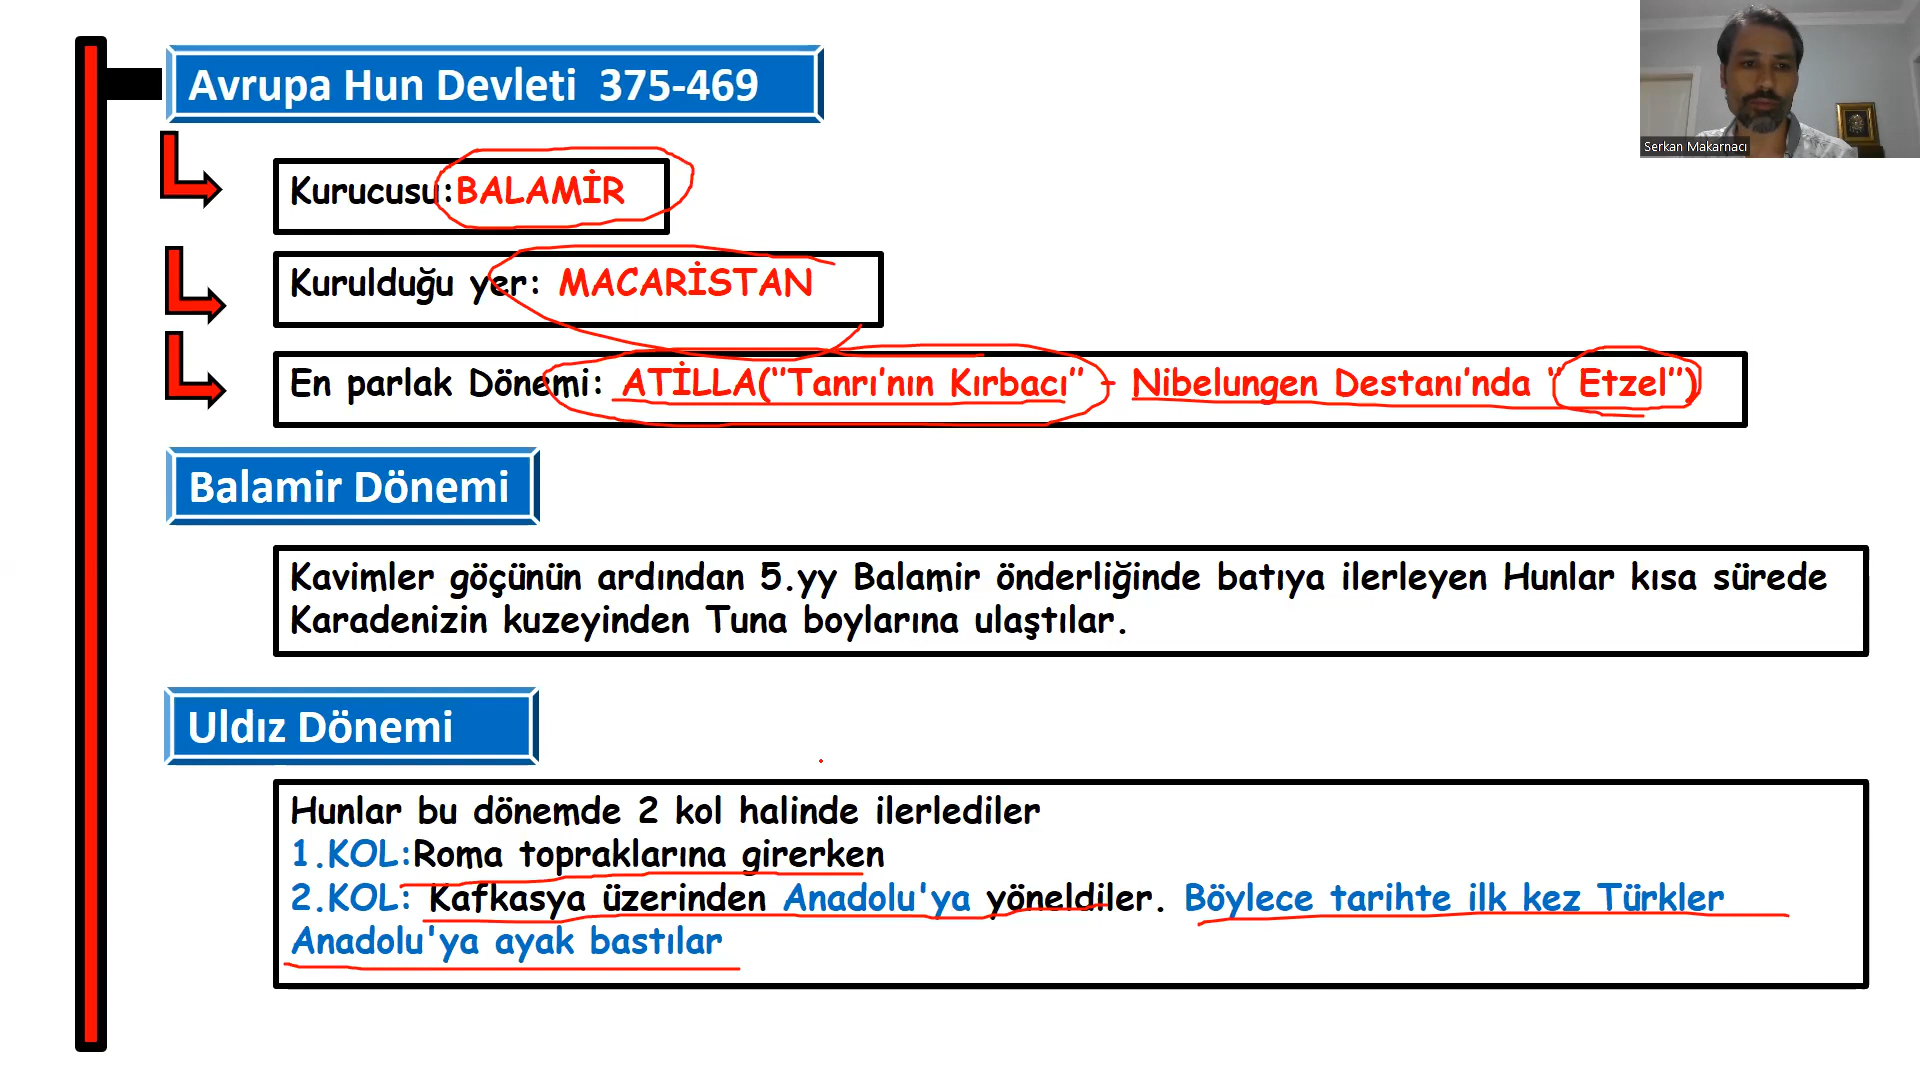 Avrupa Hun Devleti 375-469
Serkan Makarnacı
Kurucusu:BALAMİR
Kurulduğu yer: MACARİSTAN
En parlak Dönemi: ATİLLA(‘’Tanrı’nın Kırbacı’’ - Nibelungen Destanı’nda ‘’ Etzel’’)
Balamir Dönemi
Kavimler göçünün ardından 5.yy Balamir önderliğinde batıya ilerleyen Hunlar kısa sürede
Karadenizin kuzeyinden Tuna boylarına ulaştılar.
Uldız Dönemi
Hunlar bu dönemde 2 kol halinde ilerlediler
1.KOL:Roma topraklarına girerken
2.KOL: Kafkasya üzerinden Anadolu'ya yöneldiler. Böylece tarihte ilk kez Türkler
Anadolu'ya ayak bastılar